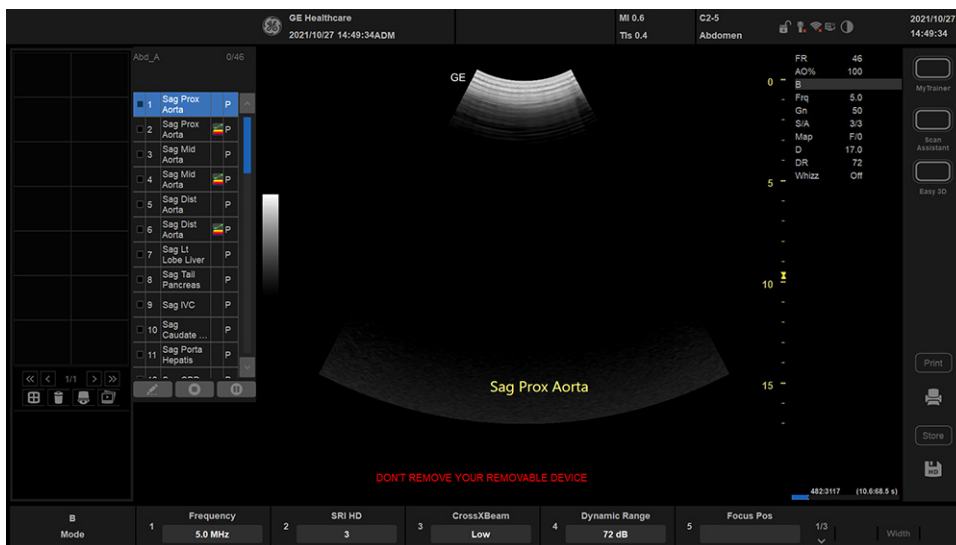 GE Healthcare
2021/10/27 14:49:34ADM
MI 0.6
TIs 0.4
C2-5
Abdomen
2021/10/27
14:49:34
Abd_A 0/46
1 Sag Prox Aorta P
2 Sag Prox Aorta P
3 Sag Mid Aorta P
4 Sag Mid Aorta P
5 Sag Dist Aorta P
6 Sag Dist Aorta P
7 Sag Lt Lobe Liver P
8 Sag Tail Pancreas P
9 Sag IVC P
10 Sag Caudate ... P
11 Sag Porta Hepatis P
GE
0
5
10
15
FR 46
AO% 100
B
Frq 5.0
Gn 50
S/A 3/3
Map F/0
D 17.0
DR 72
Whizz Off
MyTrainer
Scan
Assistant
Easy 3D
Print
Store
HD
1/1
Sag Prox Aorta
DON'T REMOVE YOUR REMOVABLE DEVICE
482:3117 (10.6:68.5 s)
B
Mode
1 Frequency
5.0 MHz
2 SRI HD
3
3 CrossXBeam
Low
4 Dynamic Range
72 dB
5 Focus Pos
1/3
Width